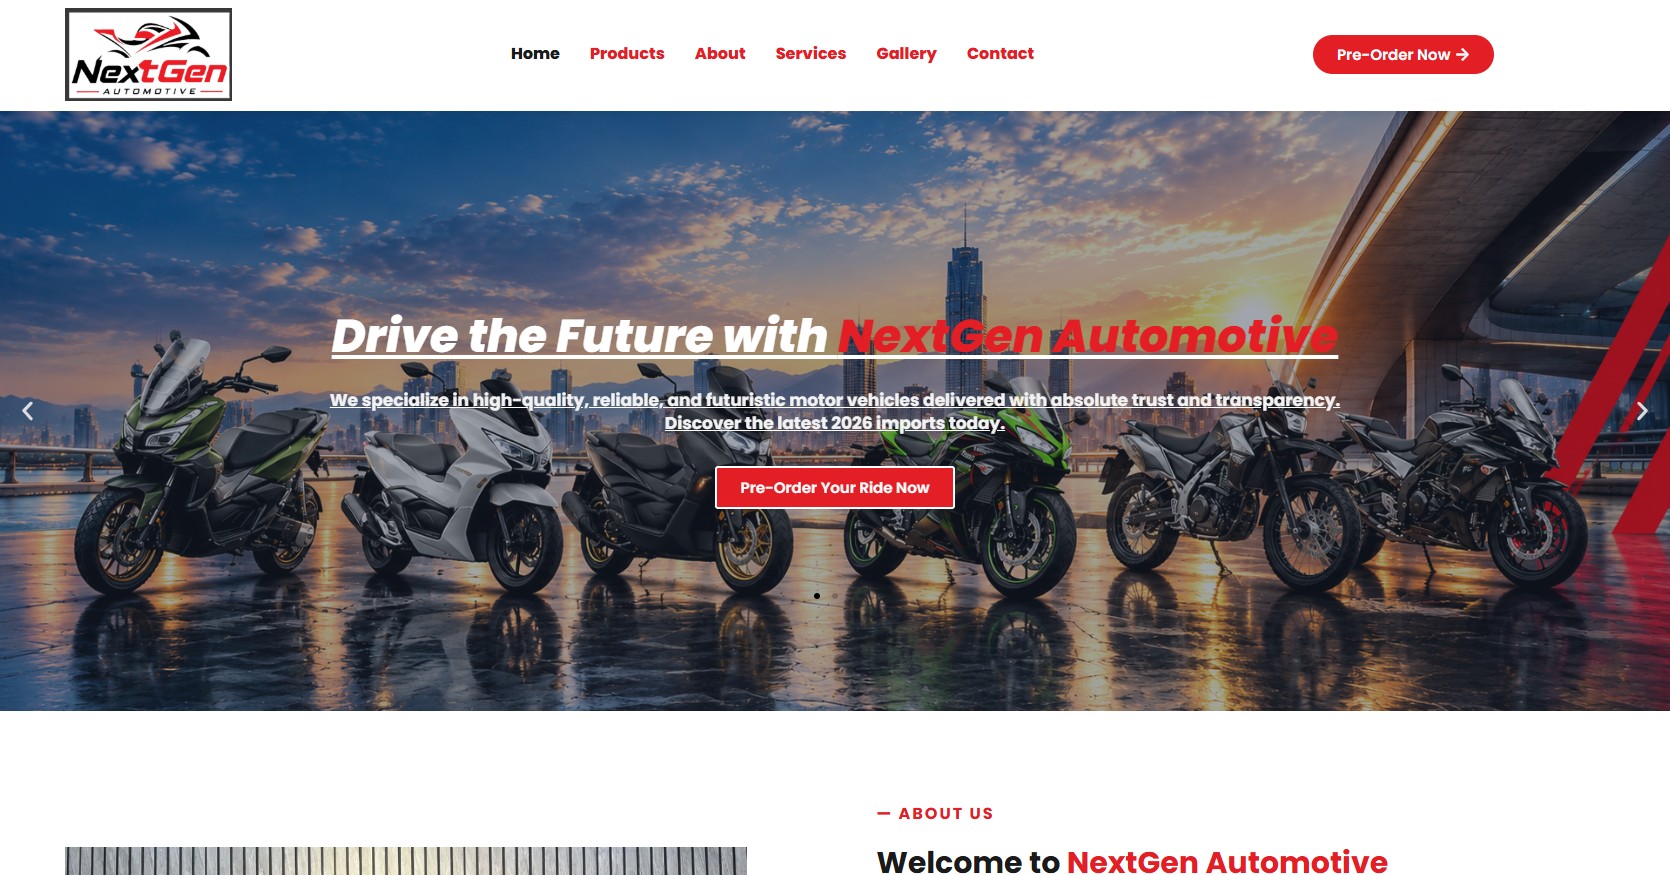 NextGen
AUTOMOTIVE
Home Products About Services Gallery Contact
Pre-Order Now →
Drive the Future with NextGen Automotive
We specialize in high-quality, reliable, and futuristic motor vehicles delivered with absolute trust and transparency.
Discover the latest 2026 imports today.
Pre-Order Your Ride Now
— ABOUT US
Welcome to NextGen Automotive